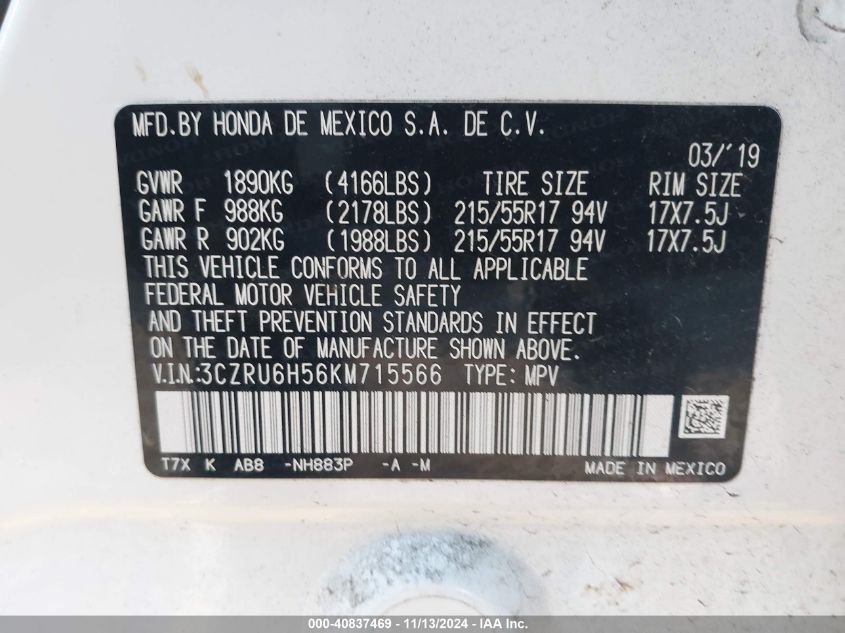 MFD.BY HONDA DE MEXICO S.A. DE C.V.
03/'19
GVWR 1890KG (4166LBS) TIRE SIZE RIM SIZE
GAWR F 988KG (2178LBS) 215/55R17 94V 17X7.5J
GAWR R 902KG (1988LBS) 215/55R17 94V 17X7.5J
THIS VEHICLE CONFORMS TO ALL APPLICABLE
FEDERAL MOTOR VEHICLE SAFETY
AND THEFT PREVENTION STANDARDS IN EFFECT
ON THE DATE OF MANUFACTURE SHOWN ABOVE.
V.I.N.:3CZRU6H56KM715566 TYPE: MPV
T7X K AB8 -NH883P -A -M MADE IN MEXICO
000-40837469 - 11/13/2024 - IAAI.COM